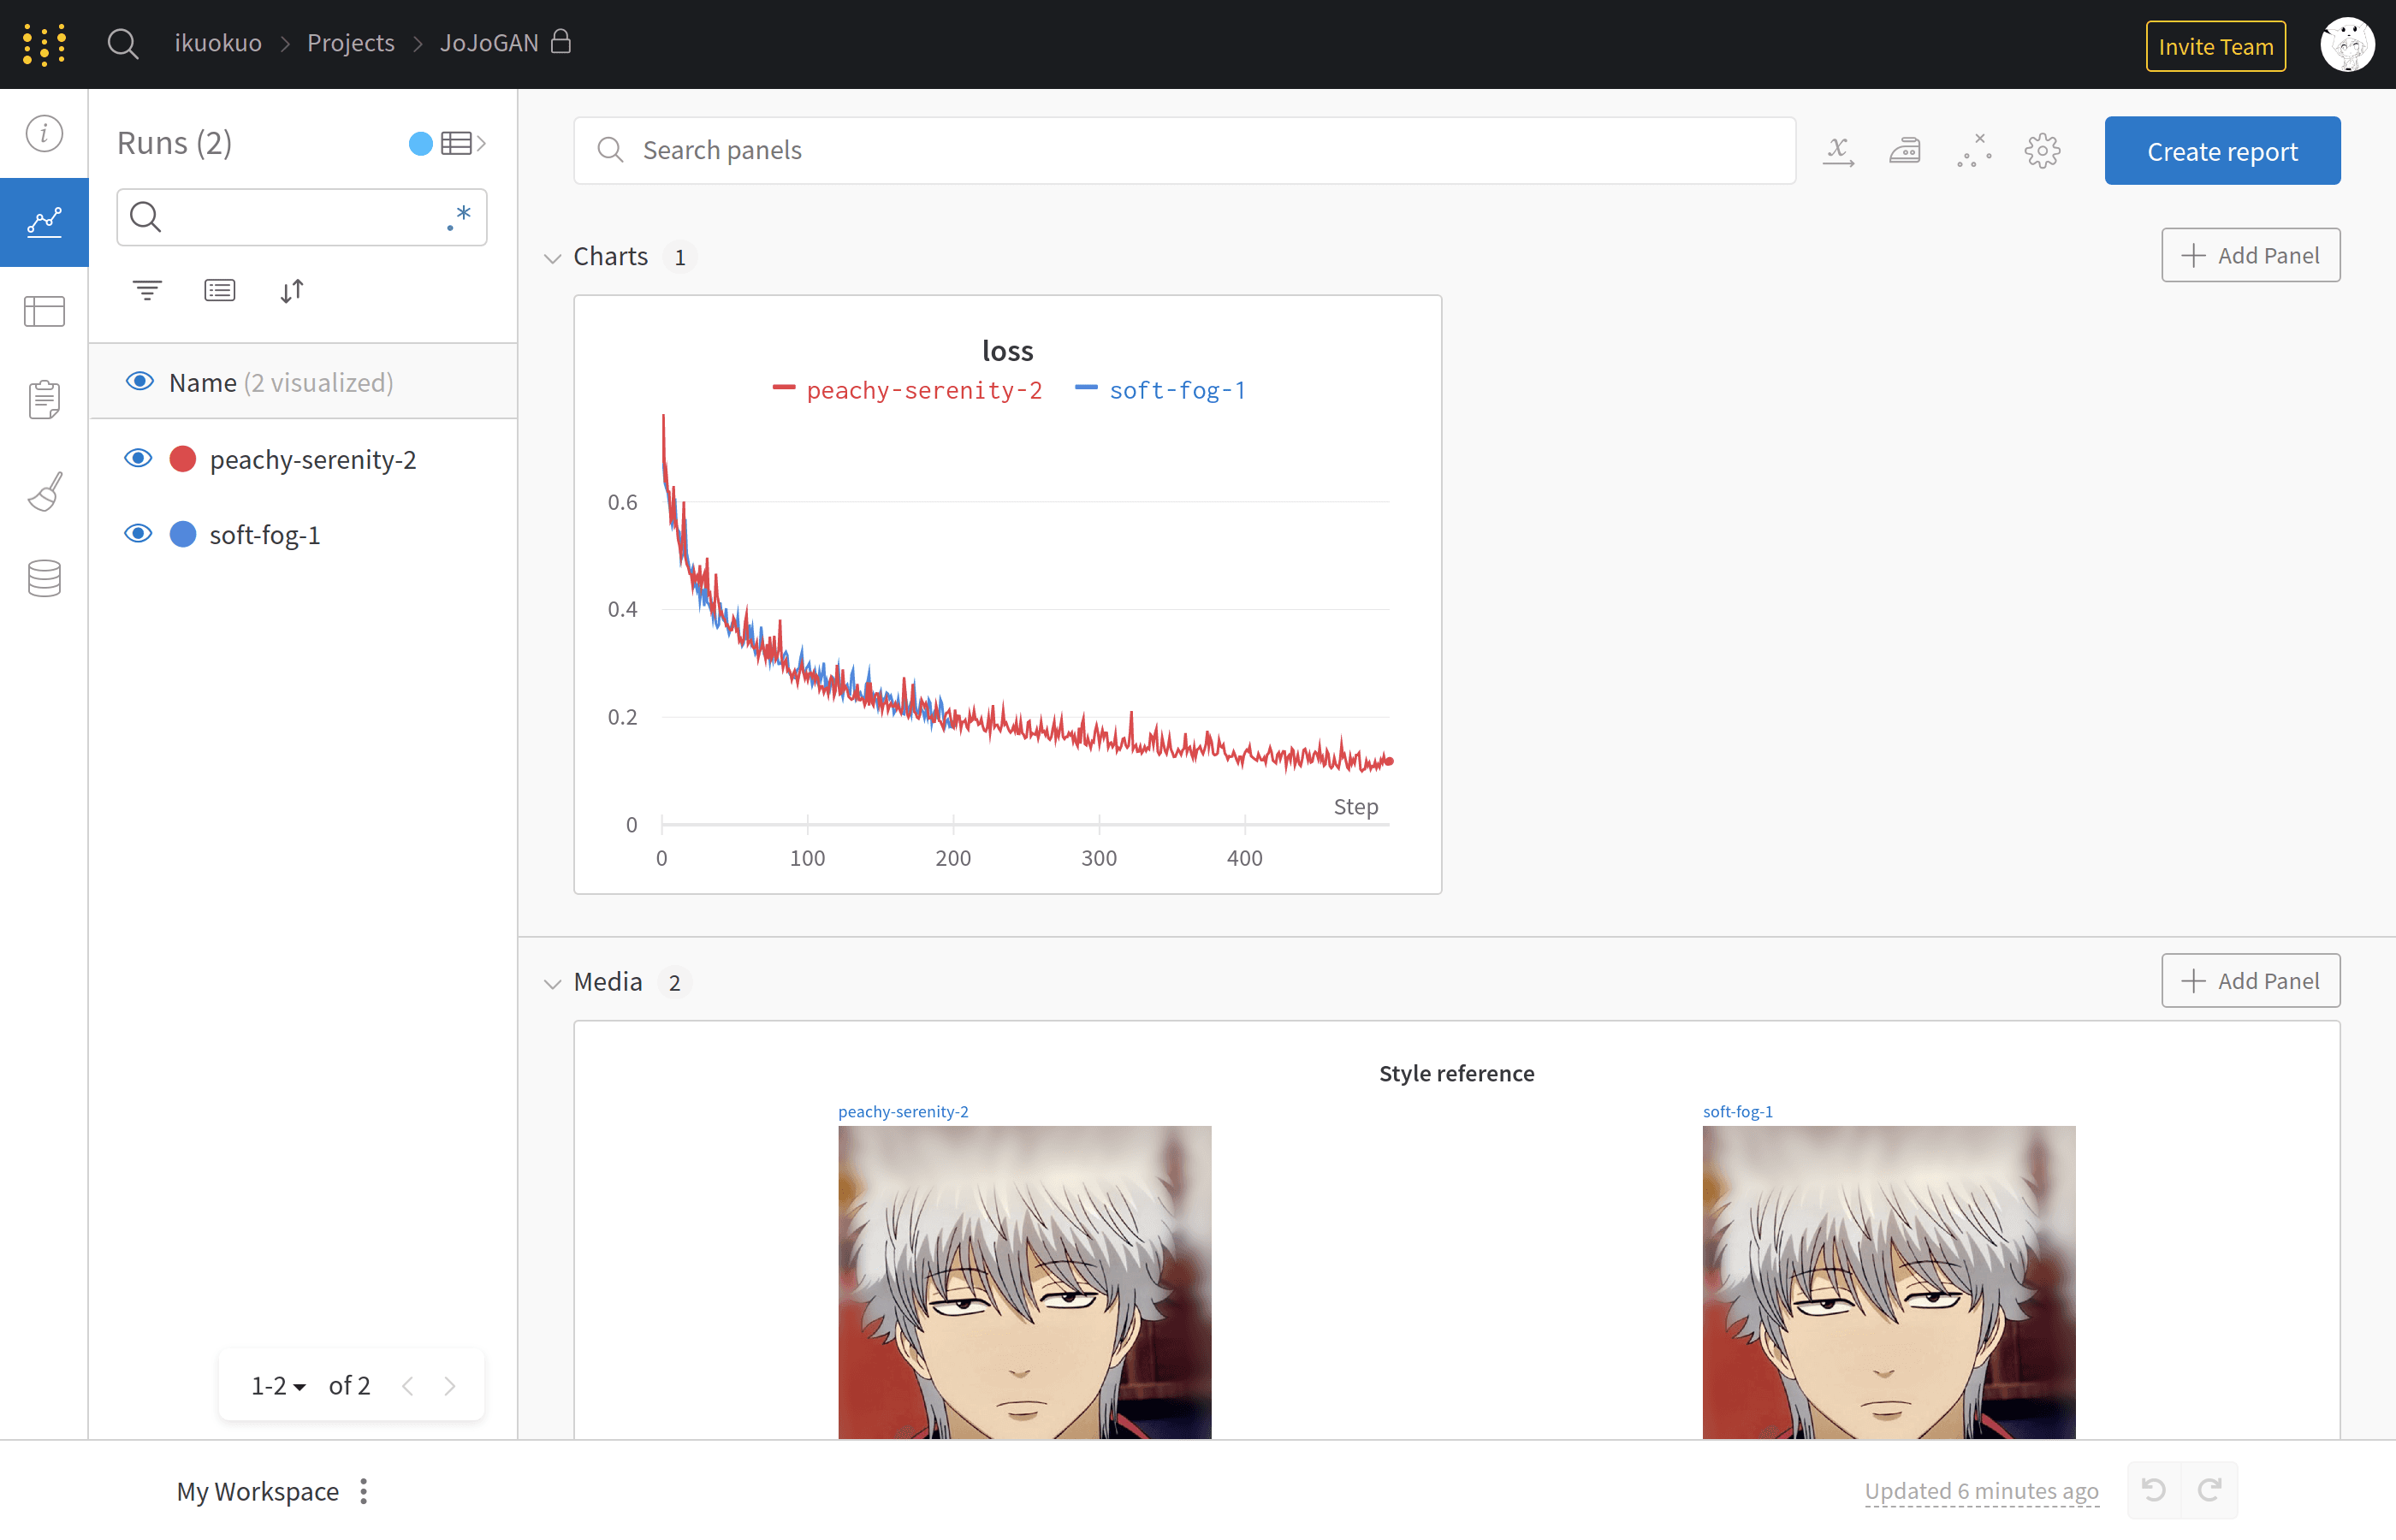 ikuokuo > Projects > JoJoGAN
Invite Team
Runs (2)
.*
Name (2 visualized)
peachy-serenity-2
soft-fog-1
1-2 of 2
Search panels
Create report
Charts 1
Add Panel
loss
peachy-serenity-2 soft-fog-1
0.6
0.4
0.2
0
Step
0 100 200 300 400
Media 2
Add Panel
Style reference
peachy-serenity-2 soft-fog-1
My Workspace
Updated 6 minutes ago